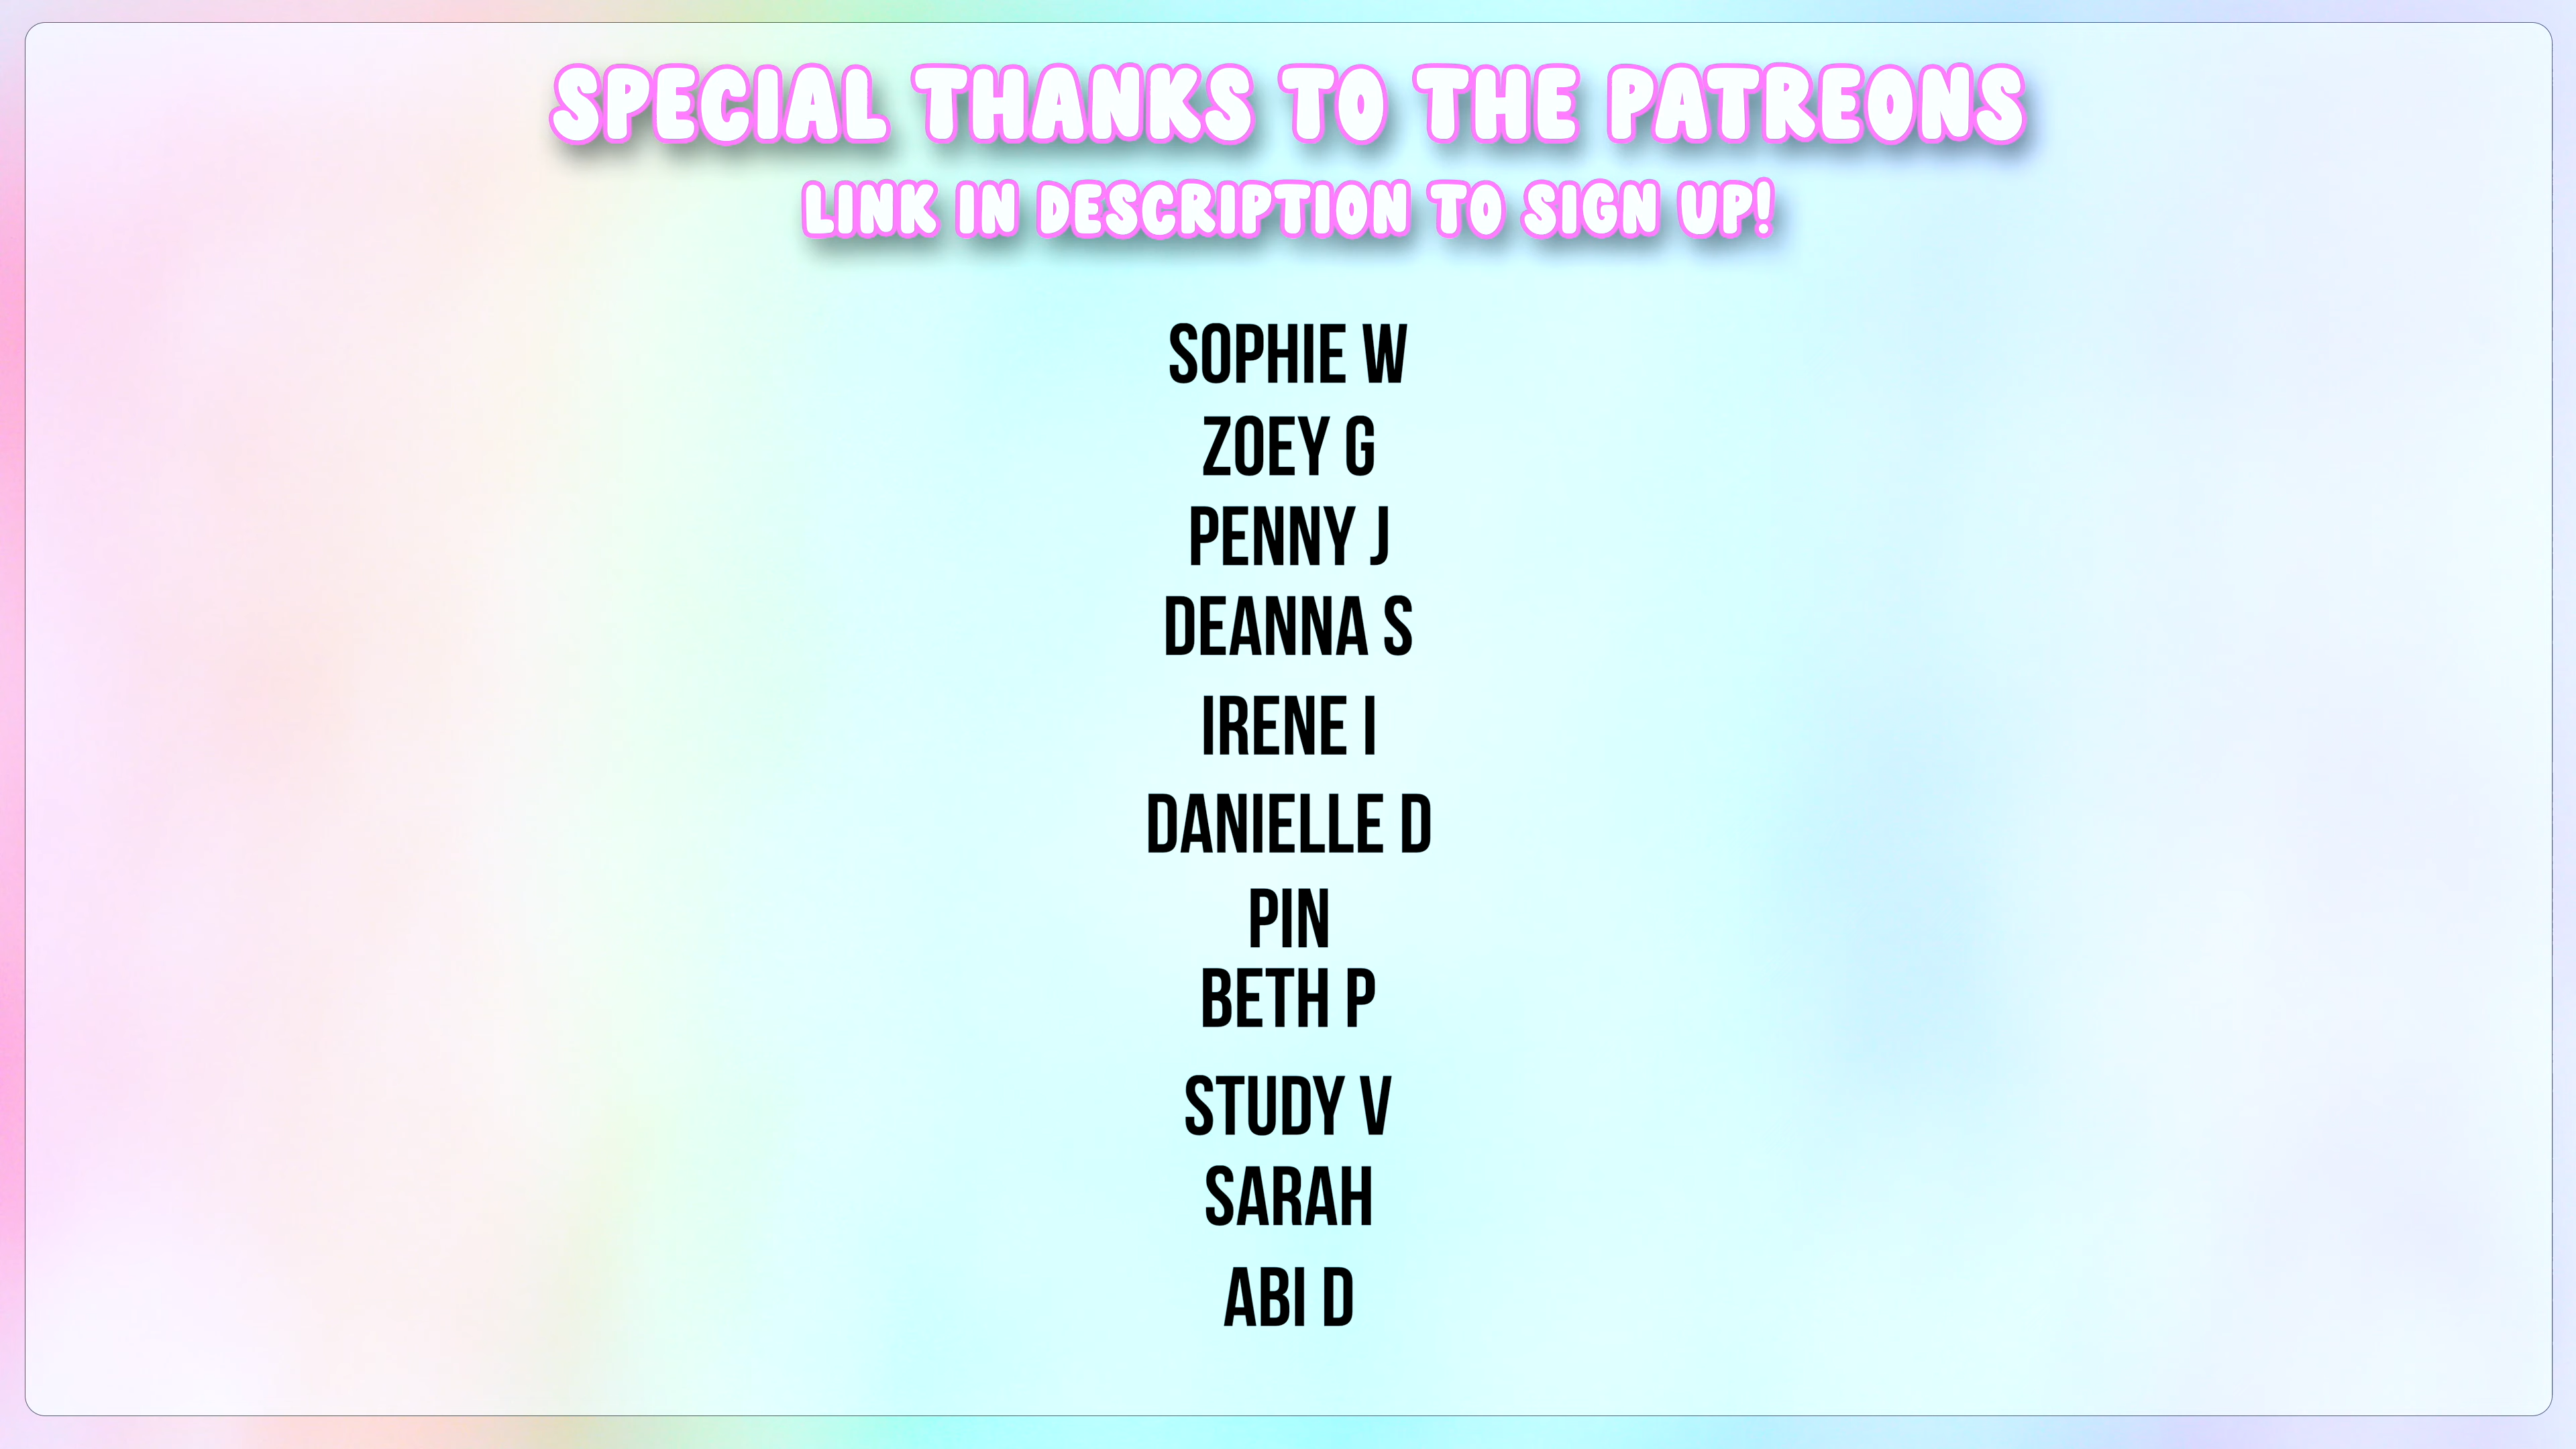 SPECIAL THANKS TO THE PATREONS
LINK IN DESCRIPTION TO SIGN UP!
SOPHIE W
ZOEY G
PENNY J
DEANNA S
IRENE I
DANIELLE D
PIN
BETH P
STUDY V
SARAH
ABI D